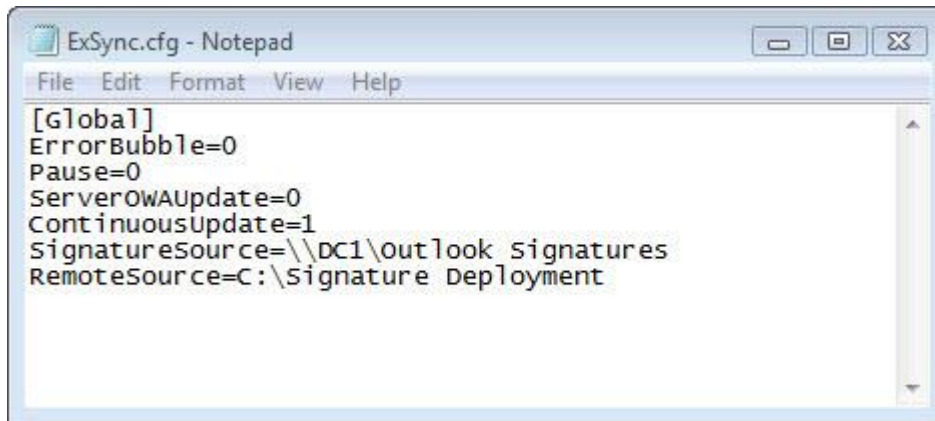 ExSync.cfg - Notepad
File Edit Format View Help
[Global]
ErrorBubble=0
Pause=0
ServerOWAUpdate=0
ContinuousUpdate=1
SignatureSource=\\DC1\Outlook Signatures
RemoteSource=C:\Signature Deployment